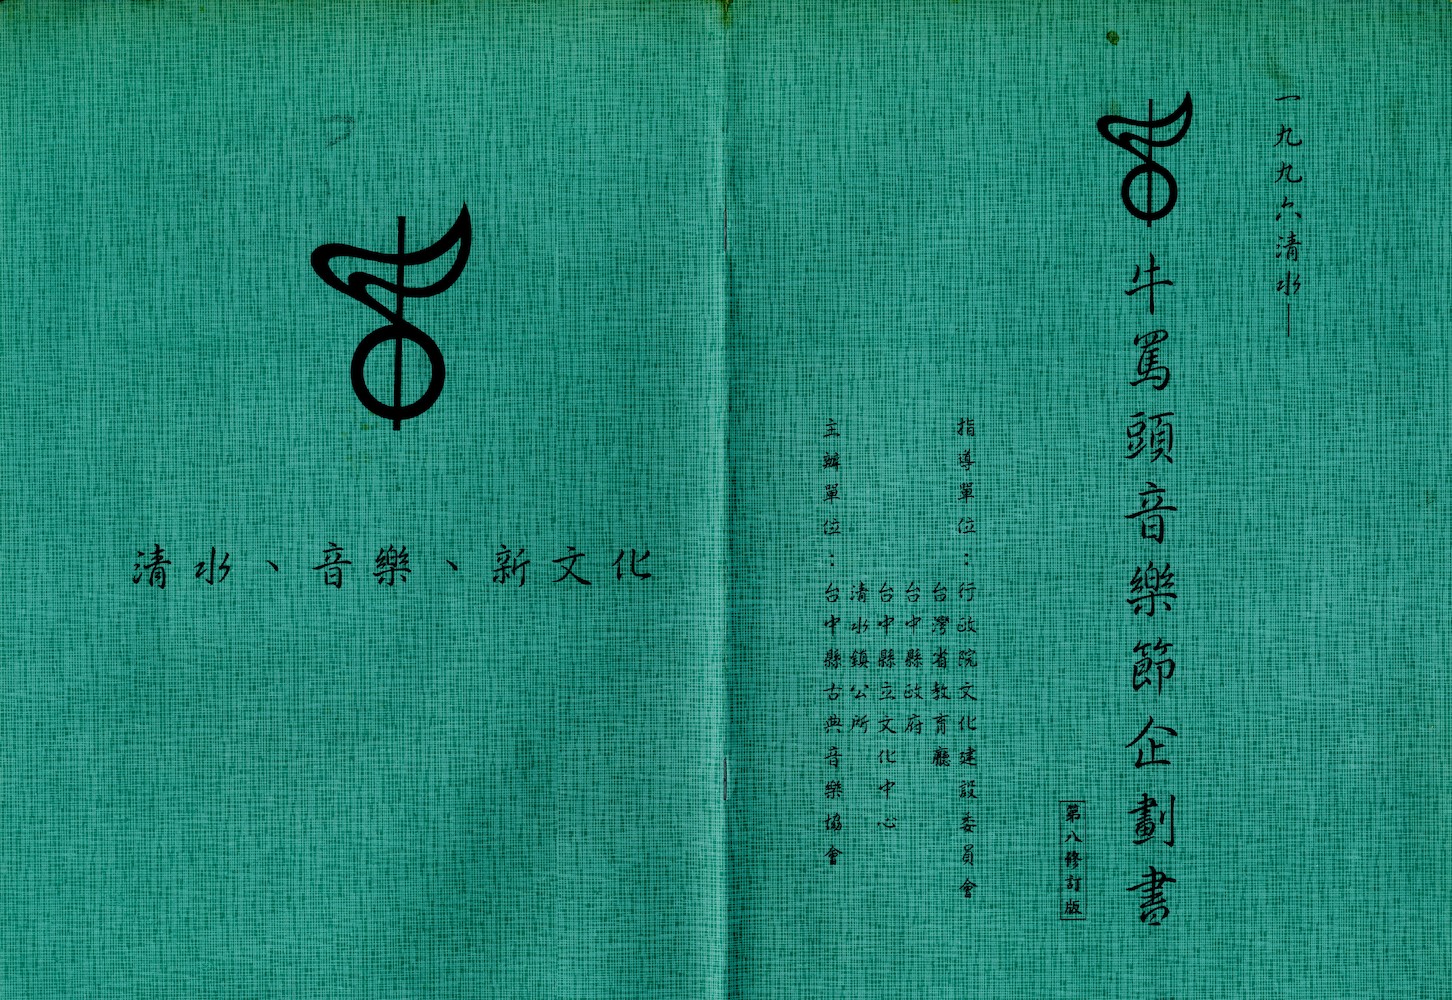 一九九六清水—
牛罵頭音樂節企劃書
第八修訂版
指導單位：行政院文化建設委員會
台灣省教育廳
台中縣政府
台中縣立文化中心
清水鎮公所
主辦單位：台中縣古典音樂協會
清水、音樂、新文化